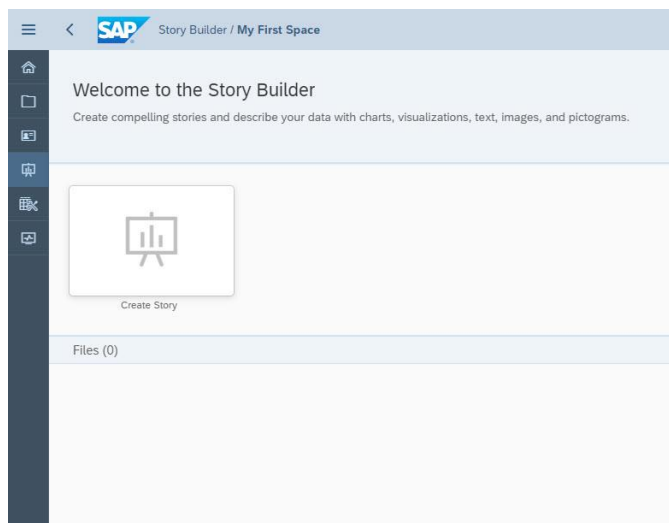 SAP Story Builder / My First Space
Welcome to the Story Builder
Create compelling stories and describe your data with charts, visualizations, text, images, and pictograms.
Create Story
Files (0)